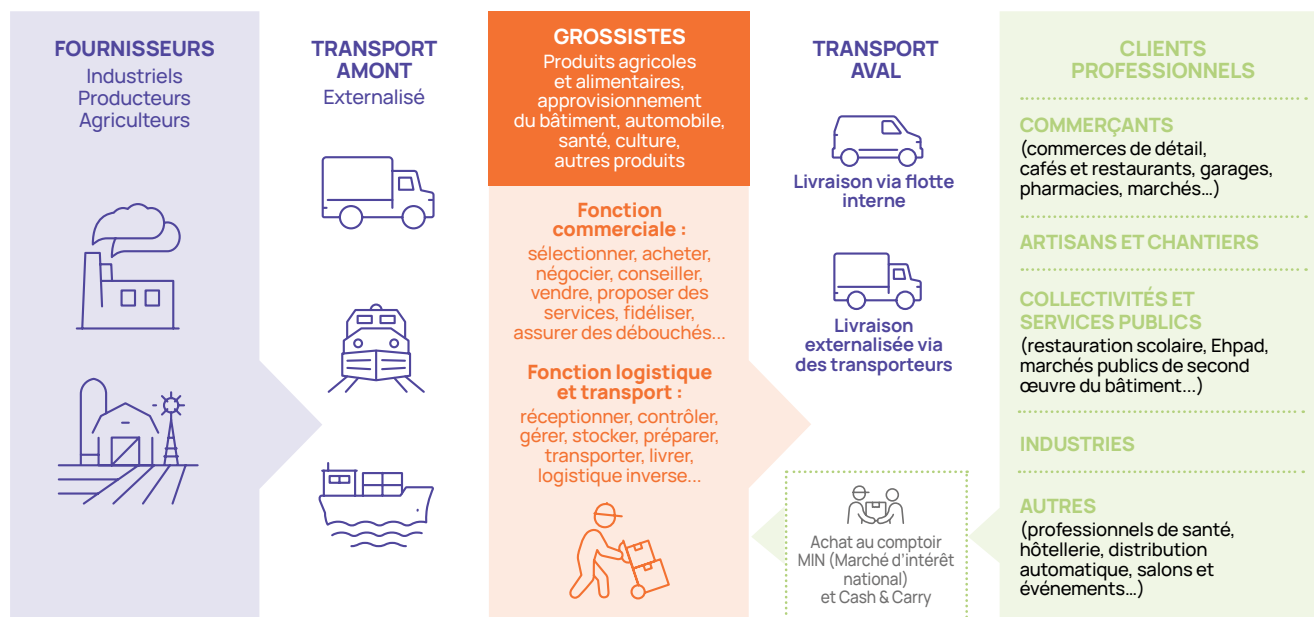 FOURNISSEURS
Industriels
Producteurs
Agriculteurs
TRANSPORT
AMONT
Externalisé
GROSSISTES
Produits agricoles
et alimentaires,
approvisionnement
du bâtiment, automobile,
santé, culture,
autres produits
Fonction
commerciale :
sélectionner, acheter,
négocier, conseiller,
vendre, proposer des
services, fidéliser,
assurer des débouchés...
Fonction logistique
et transport :
réceptionner, contrôler,
gérer, stocker, préparer,
transporter, livrer,
logistique inverse...
TRANSPORT
AVAL
Livraison via flotte
interne
Livraison
externalisée via
des transporteurs
Achat au comptoir
MIN (Marché d'intérêt
national)
et Cash & Carry
CLIENTS
PROFESSIONNELS
COMMERÇANTS
(commerces de détail,
cafés et restaurants, garages,
pharmacies, marchés…)
ARTISANS ET CHANTIERS
COLLECTIVITÉS ET
SERVICES PUBLICS
(restauration scolaire, Ehpad,
marchés publics de second
œuvre du bâtiment...)
INDUSTRIES
AUTRES
(professionnels de santé,
hôtellerie, distribution
automatique, salons et
événements…)